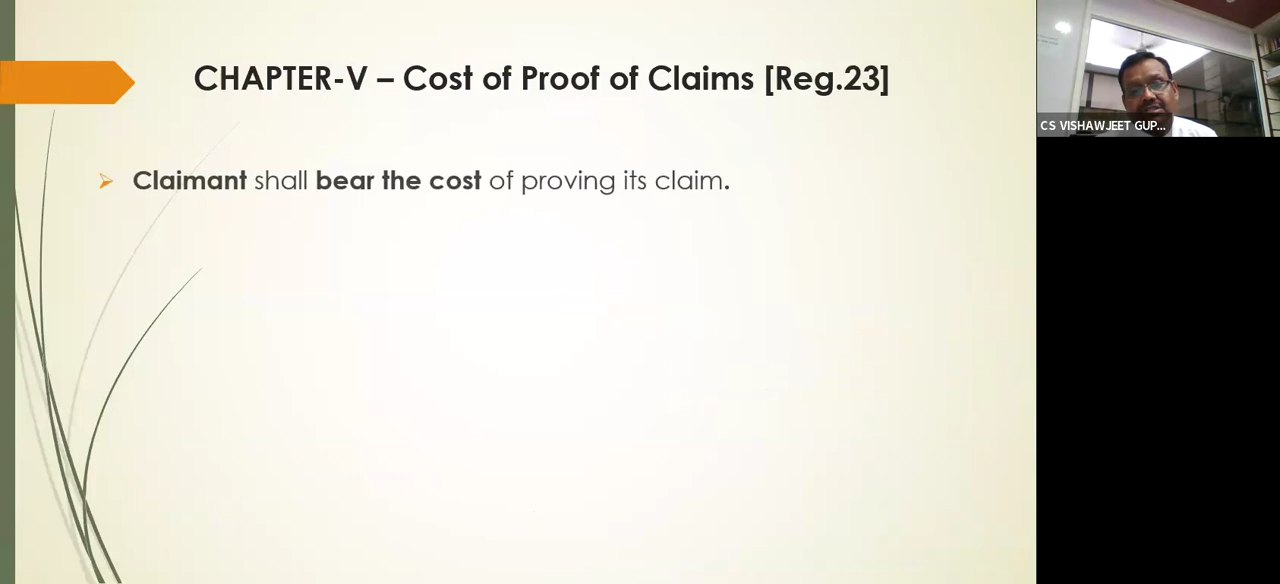 CHAPTER-V – Cost of Proof of Claims [Reg.23]
➢ Claimant shall bear the cost of proving its claim.
CS VISHAWJEET GUP...